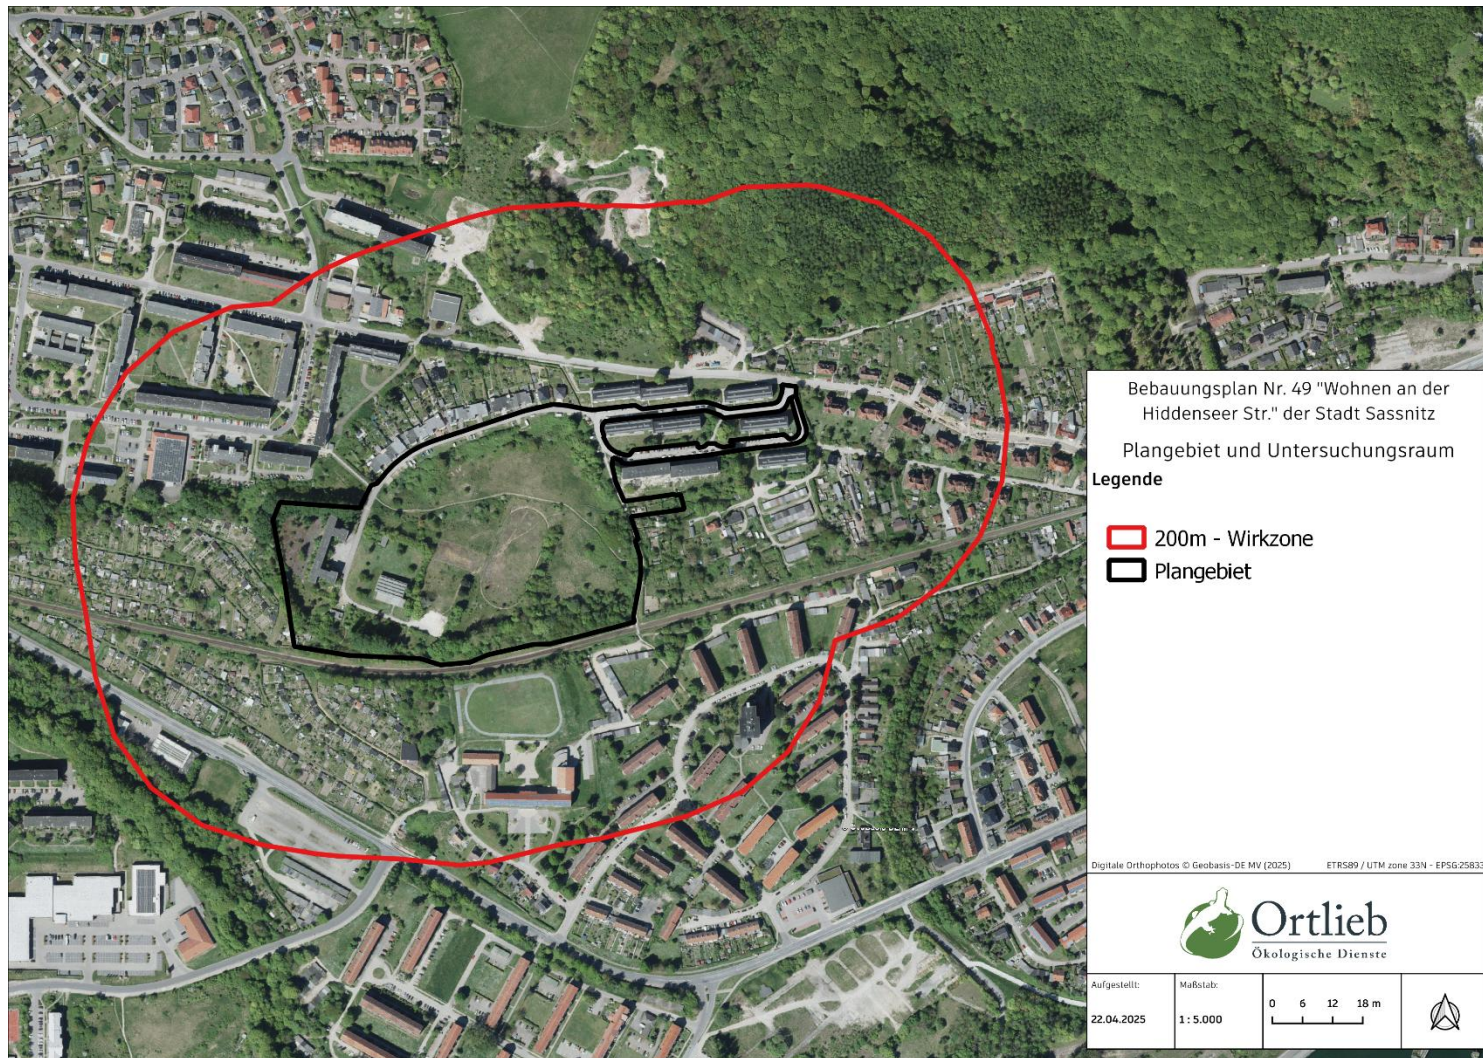 Bebauungsplan Nr. 49 "Wohnen an der
Hiddenseer Str." der Stadt Sassnitz
Plangebiet und Untersuchungsraum
Legende
200m - Wirkzone
Plangebiet
Digitale Orthophotos © Geobasis-DE MV (2025) ETRS89 / UTM zone 33N - EPSG:25833
Ortlieb
Ökologische Dienste
Aufgestellt:
22.04.2025
Maßstab:
1 : 5.000
0 6 12 18 m